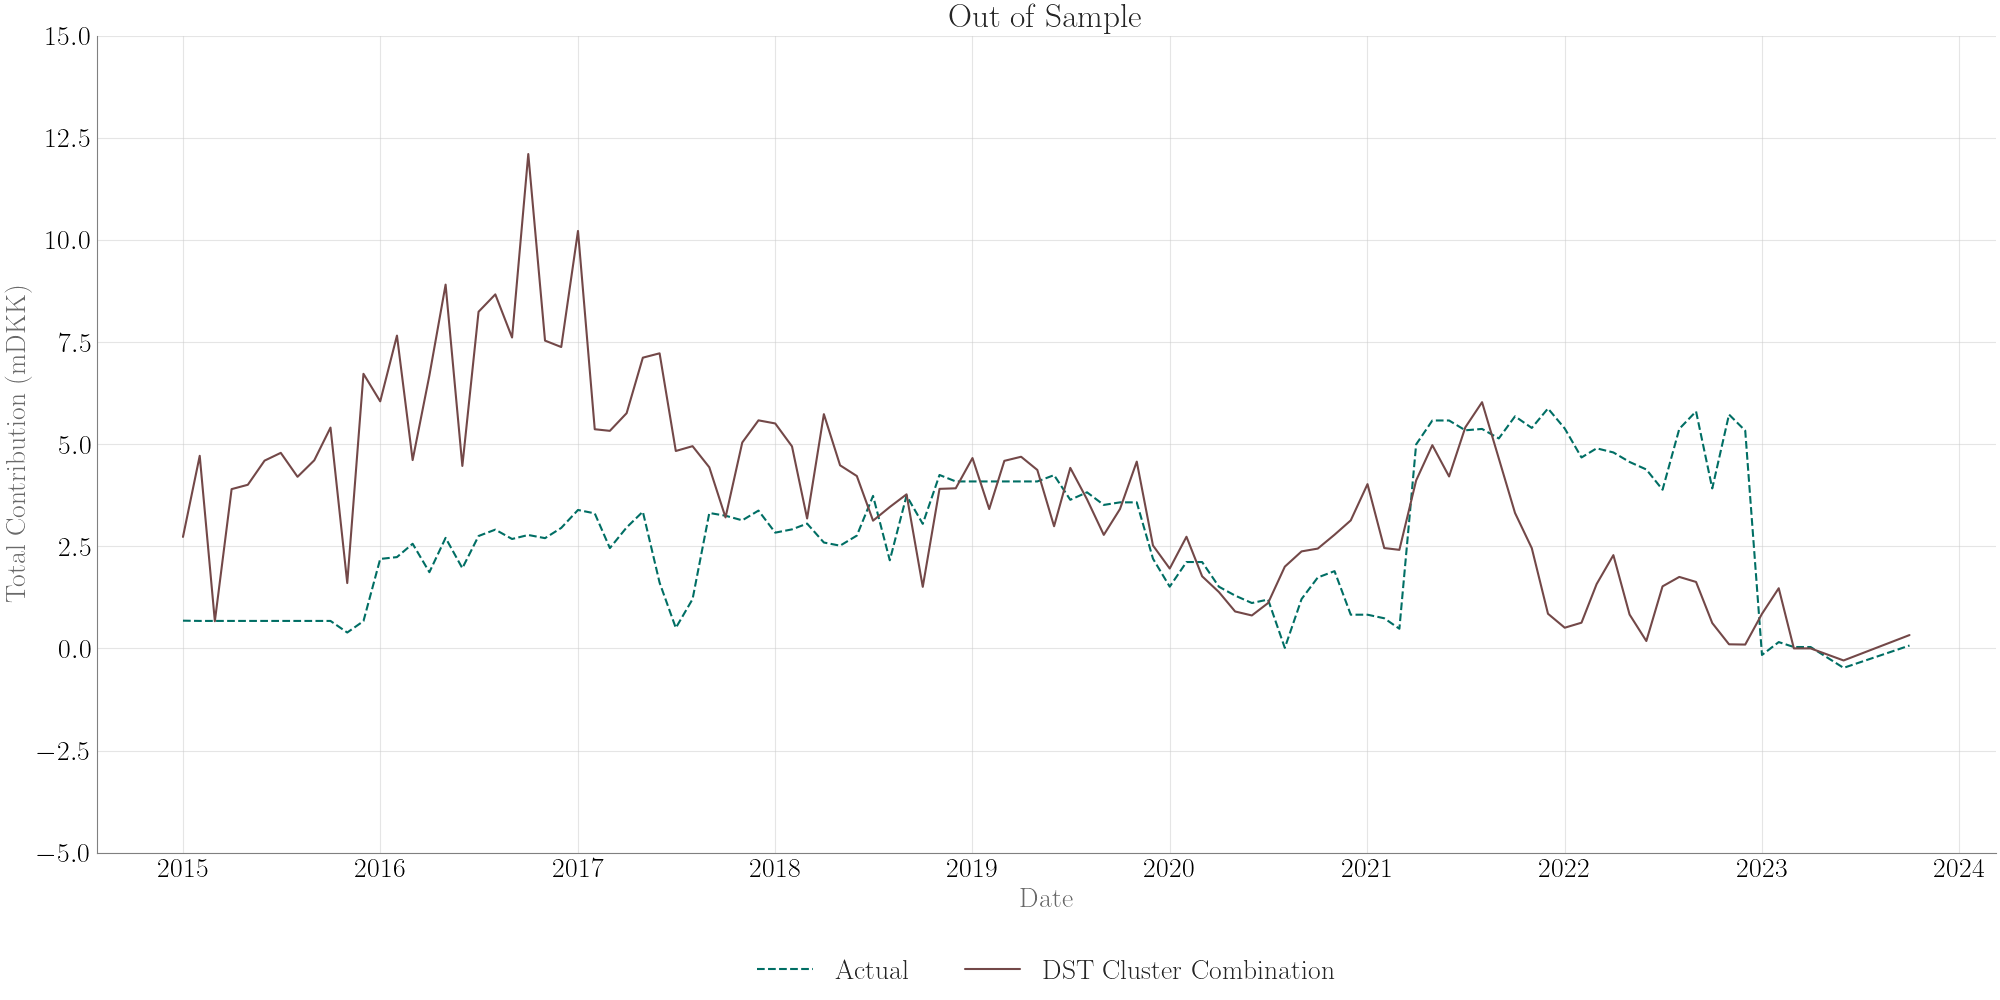 Out of Sample
15.0
12.5
10.0
7.5
5.0
2.5
0.0
−2.5
−5.0
Total Contribution (mDKK)
2015 2016 2017 2018 2019 2020 2021 2022 2023 2024
Date
Actual DST Cluster Combination